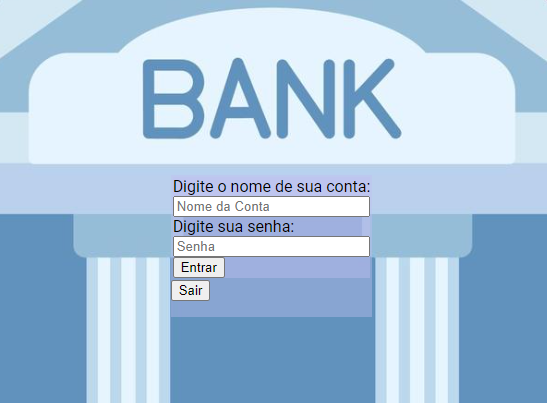 BANK
Digite o nome de sua conta:
Nome da Conta
Digite sua senha:
Senha
Entrar
Sair